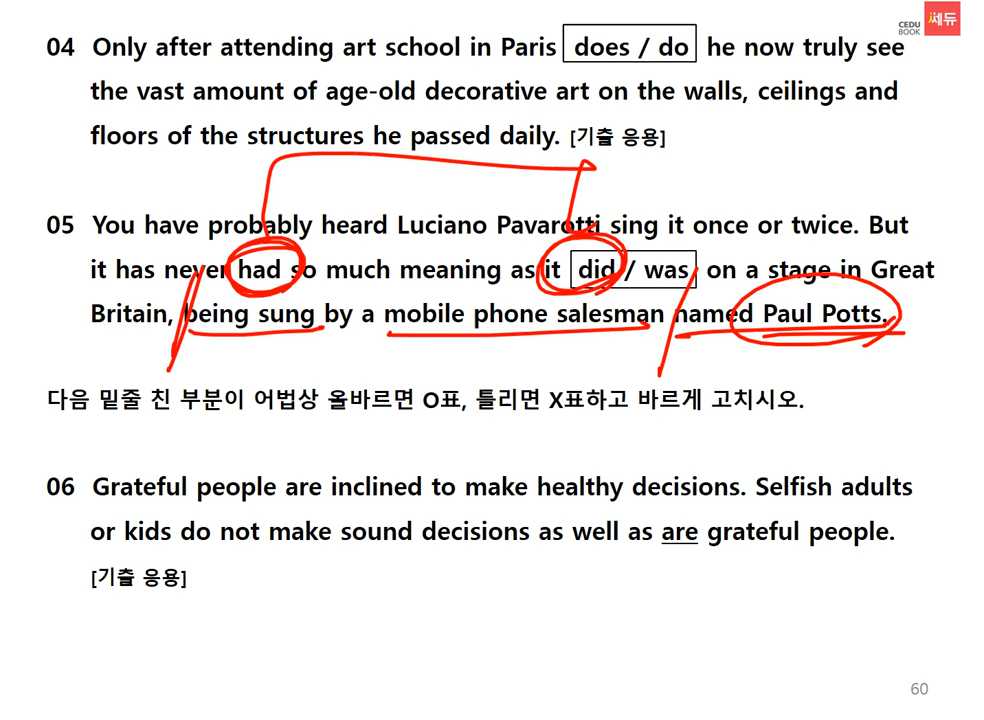 CEDU
BOOK
쎄듀
04 Only after attending art school in Paris does / do he now truly see
the vast amount of age-old decorative art on the walls, ceilings and
floors of the structures he passed daily. [기출 응용]
05 You have probably heard Luciano Pavarotti sing it once or twice. But
it has never had so much meaning as it did / was on a stage in Great
Britain, being sung by a mobile phone salesman named Paul Potts.
다음 밑줄 친 부분이 어법상 올바르면 O표, 틀리면 X표하고 바르게 고치시오.
06 Grateful people are inclined to make healthy decisions. Selfish adults
or kids do not make sound decisions as well as are grateful people.
[기출 응용]
60